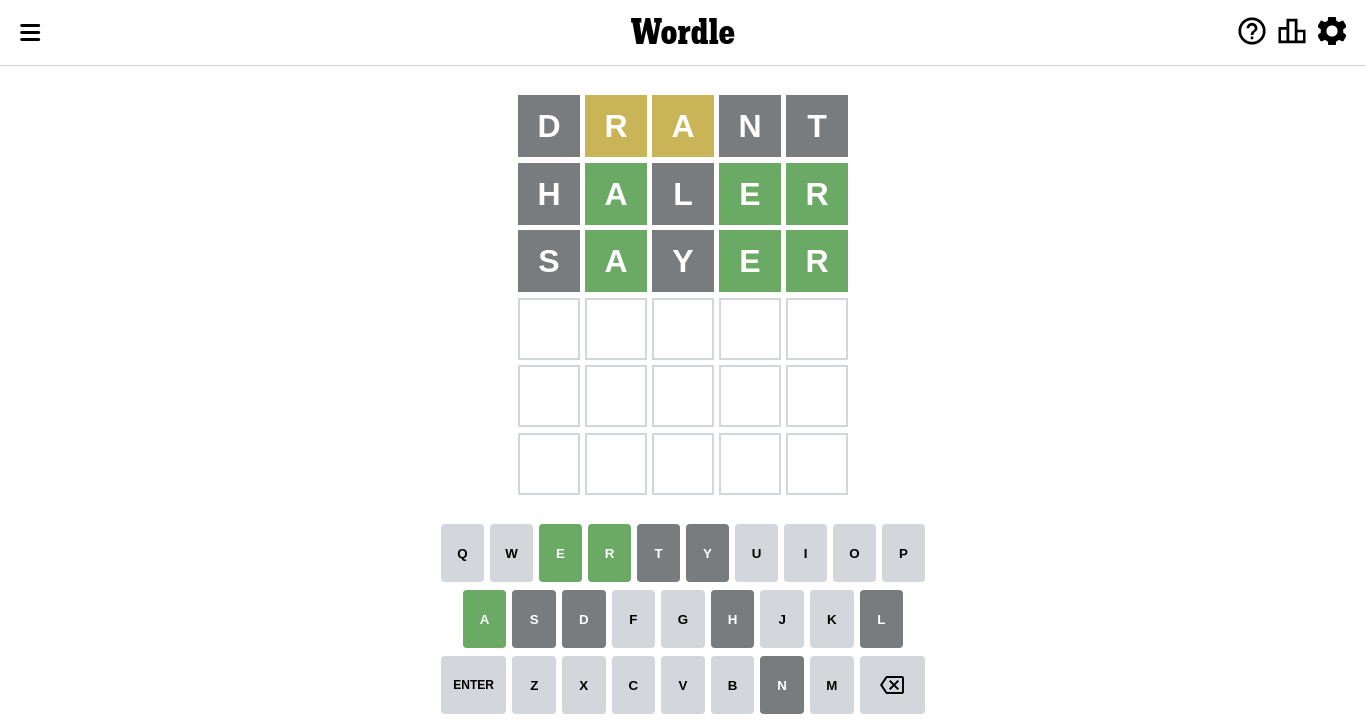 Wordle
D R A N T
H A L E R
S A Y E R
Q W E R T Y U I O P
A S D F G H J K L
ENTER Z X C V B N M